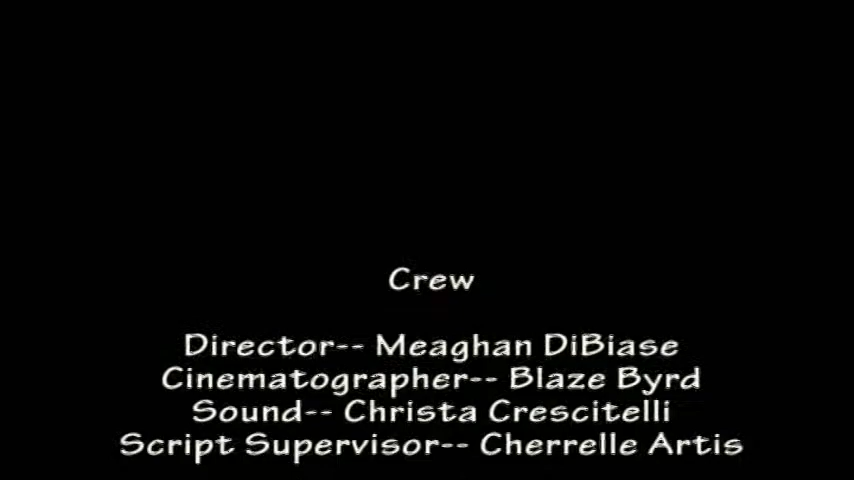 Crew
Director-- Meaghan DiBiase
Cinematographer-- Blaze Byrd
Sound-- Christa Crescitelli
Script Supervisor-- Cherrelle Artis